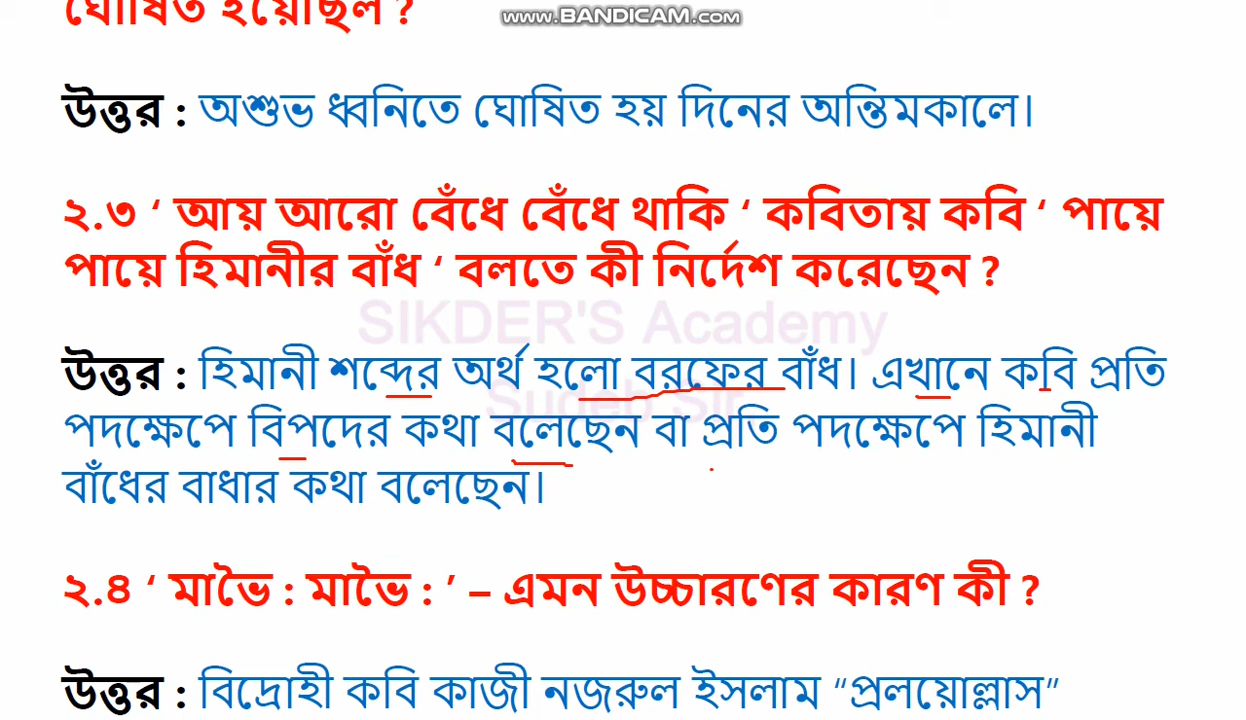 ঘোষিত হয়েছিল ?
www.BANDICAM.com
উত্তর : অশুভ ধ্বনিতে ঘোষিত হয় দিনের অন্তিমকালে।
২.৩ ‘ আয় আরো বেঁধে বেঁধে থাকি ‘ কবিতায় কবি ‘ পায়ে
পায়ে হিমানীর বাঁধ ‘ বলতে কী নির্দেশ করেছেন ?
SIKDER'S Academy
উত্তর : হিমানী শব্দের অর্থ হলো বরফের বাঁধ। এখানে কবি প্রতি
Sudeb Sir
পদক্ষেপে বিপদের কথা বলেছেন বা প্রতি পদক্ষেপে হিমানী
বাঁধের বাধার কথা বলেছেন।
২.৪ ‘ মাভৈ : মাভৈ : ’ – এমন উচ্চারণের কারণ কী ?
উত্তর : বিদ্রোহী কবি কাজী নজরুল ইসলাম “প্রলয়োল্লাস”